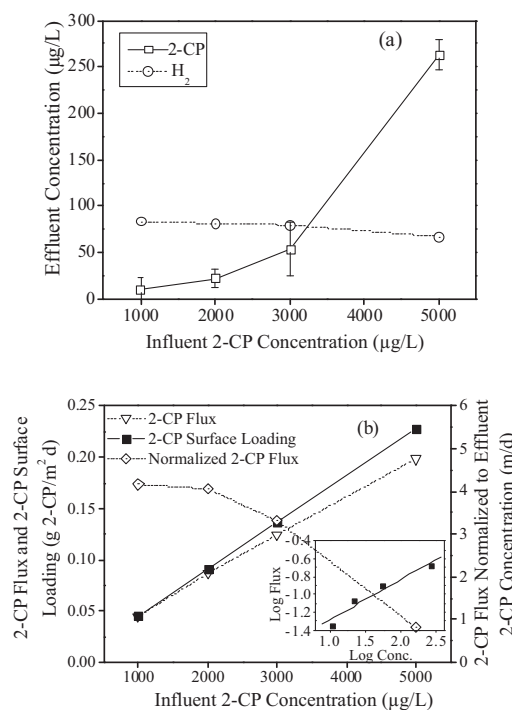 (a)
2-CP
H2
300
250
200
150
100
50
0
Effluent Concentration (µg/L)
1000 2000 3000 4000 5000
Influent 2-CP Concentration (µg/L)
(b)
2-CP Flux
2-CP Surface Loading
Normalized 2-CP Flux
0.25
0.20
0.15
0.10
0.05
0.00
2-CP Flux and 2-CP Surface
Loading (g 2-CP/m2 d)
6
5
4
3
2
1
0
2-CP Flux Normalized to Effluent
2-CP Concentration (m/d)
-0.4
-0.6
-0.8
-1.0
-1.2
-1.4
Log Flux
1.0 1.5 2.0 2.5
Log Conc.
1000 2000 3000 4000 5000
Influent 2-CP Concentration (µg/L)